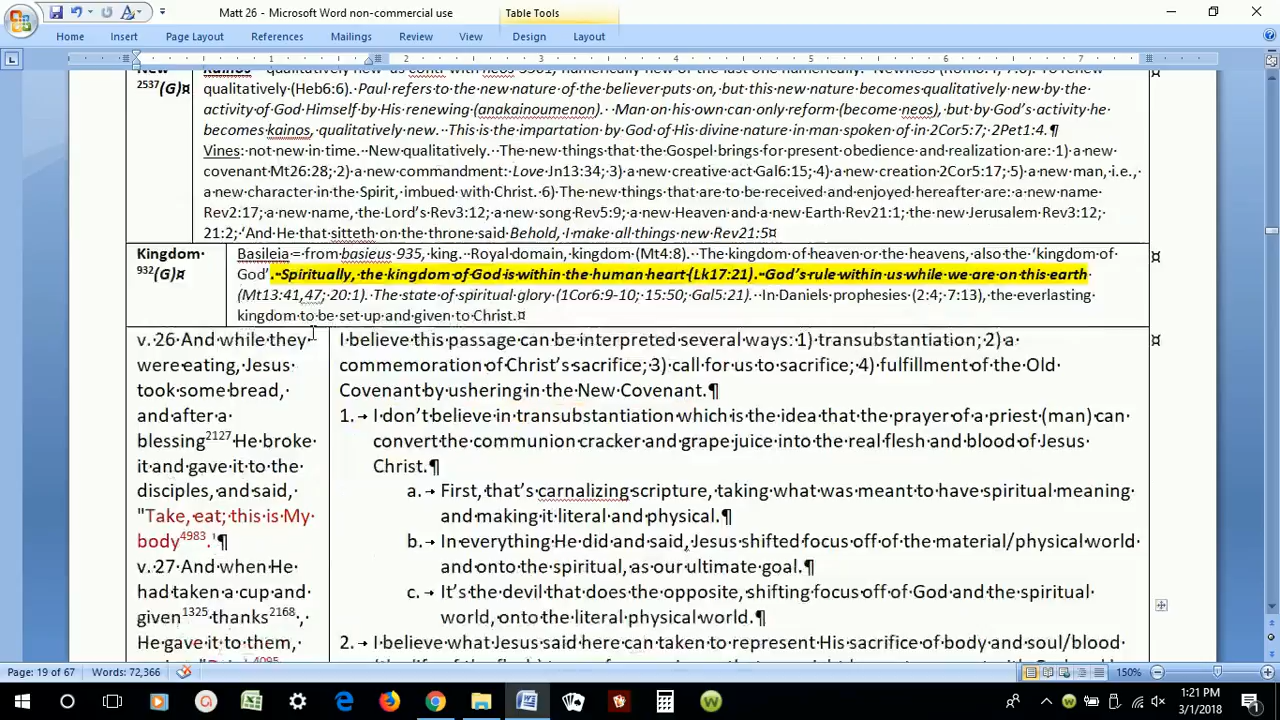 Matt 26 - Microsoft Word non-commercial use
Table Tools
Home Insert Page Layout References Mailings Review View Design Layout
1 2 3 4 5 6 7
New
2537(G)¤
qualitatively·(Heb6:6).·Paul·refers·to·the·new·nature·of·the·believer·puts·on,·but·this·new·nature·becomes·qualitatively·new·by·the·
activity·of·God·Himself·by·His·renewing·(anakainoumenon).··Man·on·his·own·can·only·reform·(become·neos),·but·by·God's·activity·he·
becomes·kainos,·qualitatively·new.··This·is·the·impartation·by·God·of·His·divine·nature·in·man·spoken·of·in·2Cor5:7;·2Pet1:4.¶
Vines:·not·new·in·time.··New·qualitatively.··The·new·things·that·the·Gospel·brings·for·present·obedience·and·realization·are:·1)·a·new·
covenant·Mt26:28;·2)·a·new·commandment:·Love·Jn13:34;·3)·a·new·creative·act·Gal6:15;·4)·a·new·creation·2Cor5:17;·5)·a·new·man,·i.e.,·
a·new·character·in·the·Spirit,·imbued·with·Christ.·6)·The·new·things·that·are·to·be·received·and·enjoyed·hereafter·are:·a·new·name·
Rev2:17;·a·new·name,·the·Lord's·Rev3:12;·a·new·song·Rev5:9;·a·new·Heaven·and·a·new·Earth·Rev21:1;·the·new·Jerusalem·Rev3:12;·
21:2;·'And·He·that·sitteth·on·the·throne·said·Behold,·I·make·all·things·new·Rev21:5¤
Kingdom·
932(G)¤
Basileia·=·from·basieus·935,·king.··Royal·domain,·kingdom·(Mt4:8).··The·kingdom·of·heaven·or·the·heavens,·also·the·'kingdom·of·
God'.··Spiritually,·the·kingdom·of·God·is·within·the·human·heart·(Lk17:21).··God's·rule·within·us·while·we·are·on·this·earth·
(Mt13:41,47;·20:1).·The·state·of·spiritual·glory·(1Cor6:9-10;·15:50;·Gal5:21).··In·Daniels·prophesies·(2:4;·7:13),·the·everlasting·
kingdom·to·be·set·up·and·given·to·Christ.¤
v.·26·And·while·they·
were·eating,·Jesus·
took·some·bread,·
and·after·a·
blessing2127·He·broke·
it·and·gave·it·to·the·
disciples,·and·said,·
"Take,·eat;·this·is·My·
body4983.'¶
v.·27·And·when·He·
had·taken·a·cup·and·
given1325·thanks2168·,·
He·gave·it·to·them,·
I·believe·this·passage·can·be·interpreted·several·ways:·1)·transubstantiation;·2)·a·
commemoration·of·Christ's·sacrifice;·3)·call·for·us·to·sacrifice;·4)·fulfillment·of·the·Old·
Covenant·by·ushering·in·the·New·Covenant.¶
1.→I·don't·believe·in·transubstantiation·which·is·the·idea·that·the·prayer·of·a·priest·(man)·can·
convert·the·communion·cracker·and·grape·juice·into·the·real·flesh·and·blood·of·Jesus·
Christ.¶
a.→First,·that's·carnalizing·scripture,·taking·what·was·meant·to·have·spiritual·meaning·
and·making·it·literal·and·physical.¶
b.→In·everything·He·did·and·said,·Jesus·shifted·focus·off·of·the·material/physical·world·
and·onto·the·spiritual,·as·our·ultimate·goal.¶
c.→It's·the·devil·that·does·the·opposite,·shifting·focus·off·of·God·and·the·spiritual·
world,·onto·the·literal·physical·world.¶
2.→I·believe·what·Jesus·said·here·can·taken·to·represent·His·sacrifice·of·body·and·soul/blood·
Page: 19 of 67 Words: 72,366 150%
1:21 PM
3/1/2018